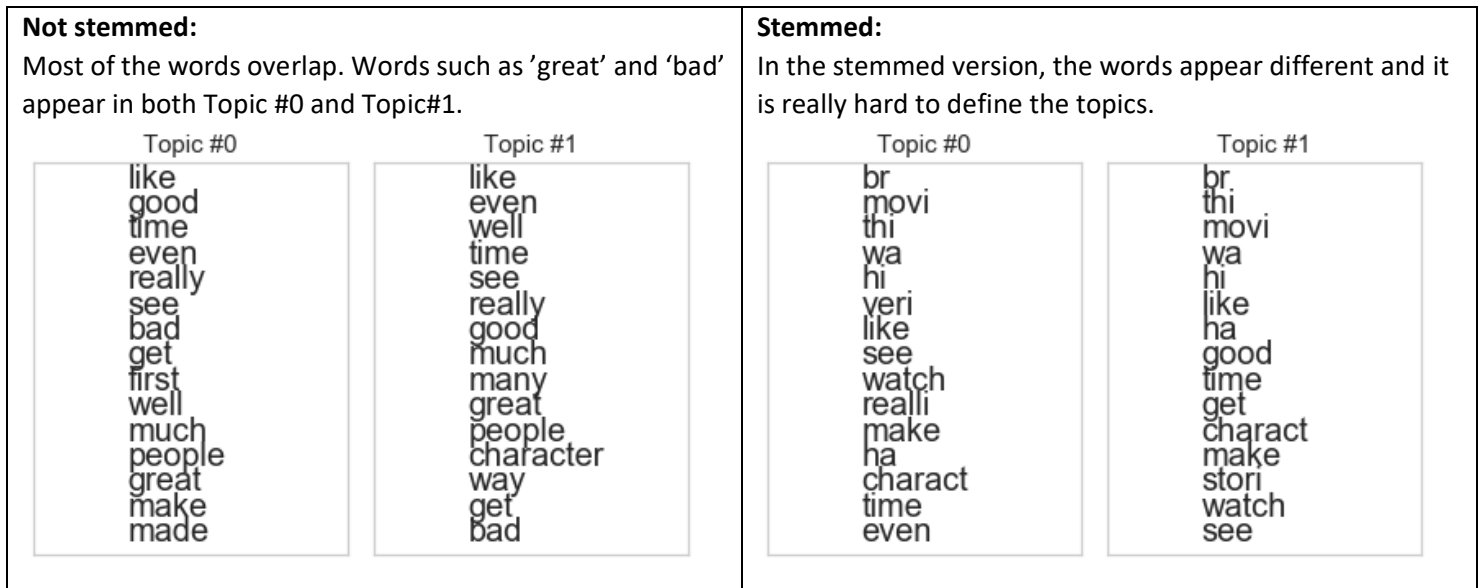 Not stemmed:
Most of the words overlap. Words such as ’great’ and ‘bad’
appear in both Topic #0 and Topic#1.
Topic #0
like
good
time
even
really
see
bad
get
first
well
much
people
great
make
made
Topic #1
like
even
well
time
see
really
good
much
many
great
people
character
way
get
bad
Stemmed:
In the stemmed version, the words appear different and it
is really hard to define the topics.
Topic #0
br
movi
thi
wa
hi
veri
like
see
watch
realli
make
ha
charact
time
even
Topic #1
br
thi
movi
wa
hi
like
ha
good
time
get
charact
make
stori
watch
see